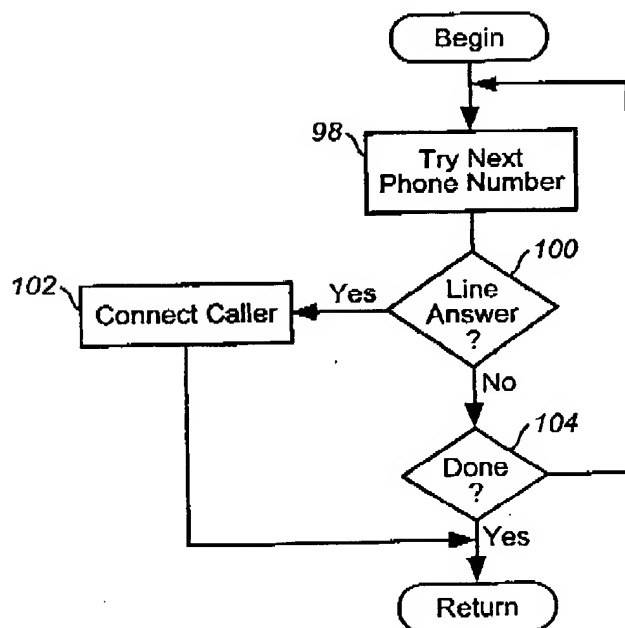 Begin
98
Try Next
Phone Number
100
Line
Answer
?
Yes
102
Connect Caller
No
104
Done
?
Yes
Return